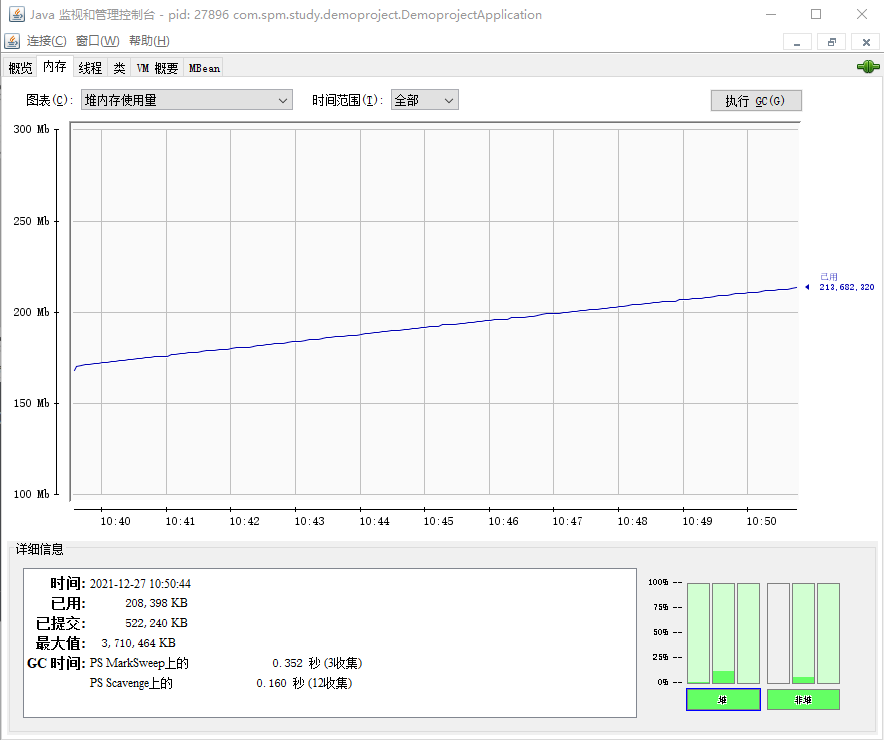 Java 监视和管理控制台 - pid: 27896 com.spm.study.demoproject.DemoprojectApplication
连接(C) 窗口(W) 帮助(H)
概览 内存 线程 类 VM 概要 MBean
图表(C): 堆内存使用量 时间范围(I): 全部 执行 GC(G)
300 Mb
250 Mb
已用
213,682,320
200 Mb
150 Mb
100 Mb
10:40 10:41 10:42 10:43 10:44 10:45 10:46 10:47 10:48 10:49 10:50
详细信息
时间: 2021-12-27 10:50:44
已用: 208,398 KB
已提交: 522,240 KB
最大值: 3,710,464 KB
GC 时间: PS MarkSweep上的 0.352 秒 (3收集)
PS Scavenge上的 0.160 秒 (12收集)
100% --
75% --
50% --
25% --
0% --
堆 非堆